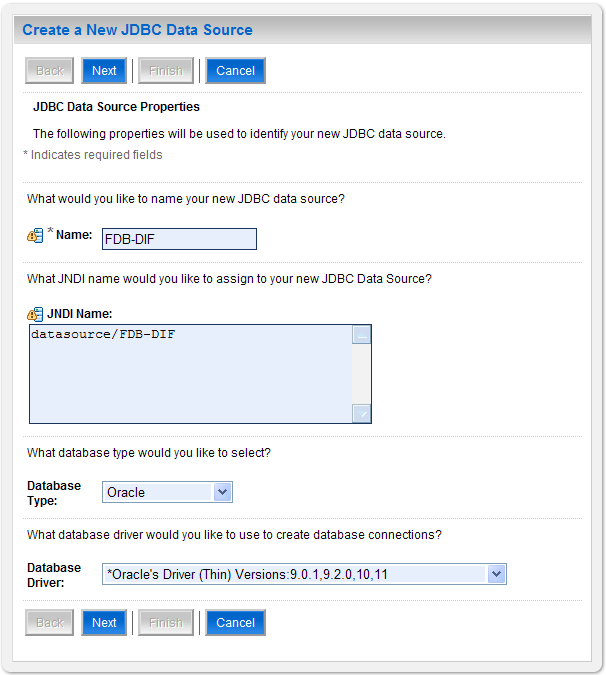 Create a New JDBC Data Source
Back Next Finish Cancel
JDBC Data Source Properties
The following properties will be used to identify your new JDBC data source.
* Indicates required fields
What would you like to name your new JDBC data source?
* Name: FDB-DIF
What JNDI name would you like to assign to your new JDBC Data Source?
JNDI Name:
datasource/FDB-DIF
What database type would you like to select?
Database
Type: Oracle
What database driver would you like to use to create database connections?
Database
Driver: *Oracle's Driver (Thin) Versions:9.0.1,9.2.0,10,11
Back Next Finish Cancel